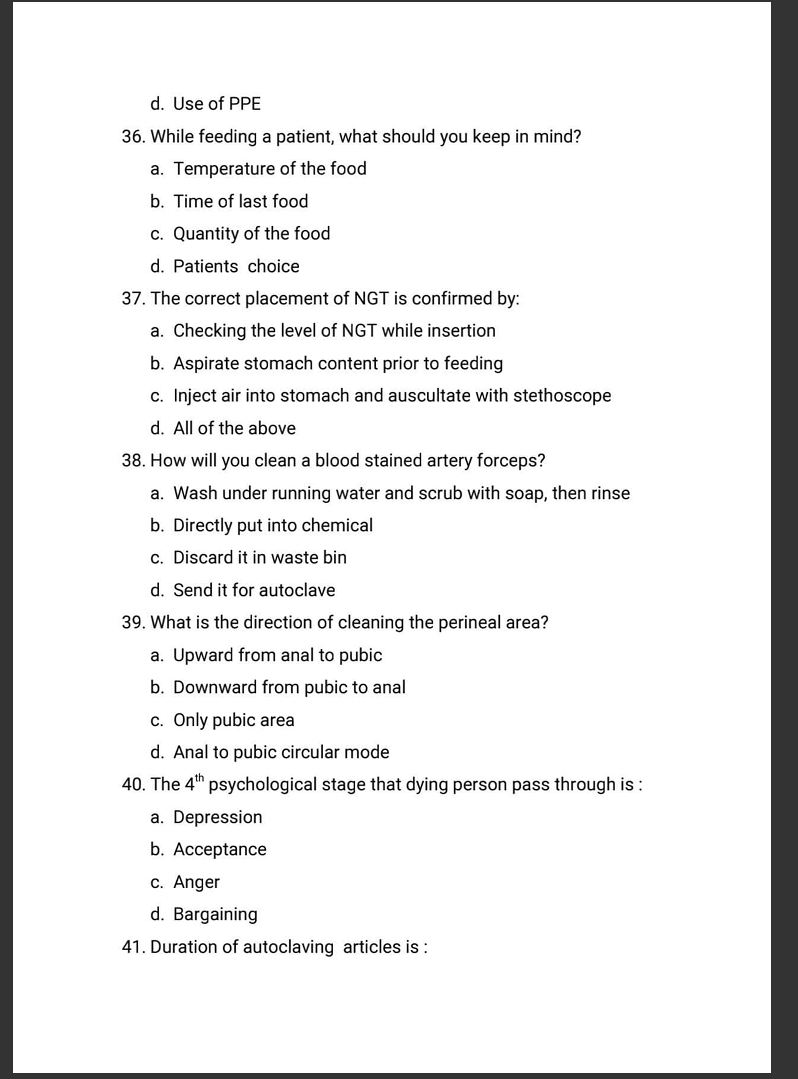 d. Use of PPE
36. While feeding a patient, what should you keep in mind?
a. Temperature of the food
b. Time of last food
c. Quantity of the food
d. Patients  choice
37. The correct placement of NGT is confirmed by:
a. Checking the level of NGT while insertion
b. Aspirate stomach content prior to feeding
c. Inject air into stomach and auscultate with stethoscope
d. All of the above
38. How will you clean a blood stained artery forceps?
a. Wash under running water and scrub with soap, then rinse
b. Directly put into chemical
c. Discard it in waste bin
d. Send it for autoclave
39. What is the direction of cleaning the perineal area?
a. Upward from anal to pubic
b. Downward from pubic to anal
c. Only pubic area
d. Anal to pubic circular mode
40. The 4th psychological stage that dying person pass through is :
a. Depression
b. Acceptance
c. Anger
d. Bargaining
41. Duration of autoclaving  articles is :